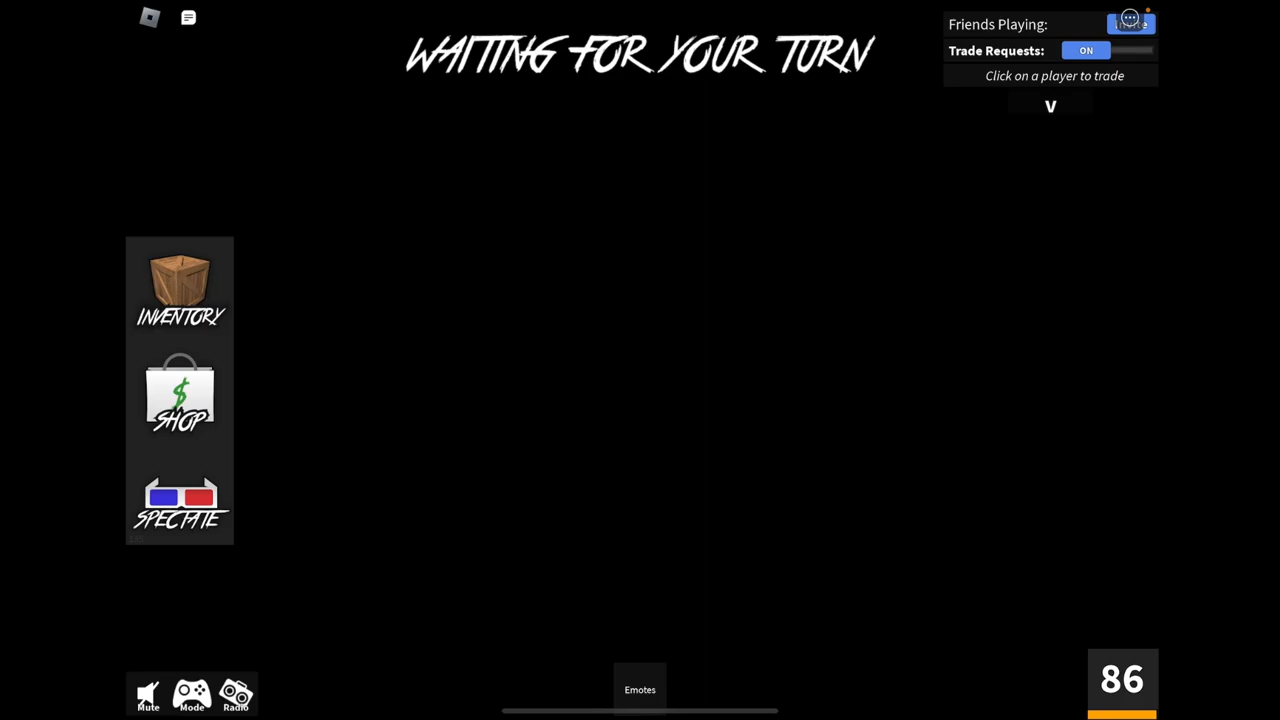 WAITING FOR YOUR TURN
Friends Playing:
Trade Requests: ON
Click on a player to trade
V
INVENTORY
$
SHOP
SPECTATE
Mute Mode Radio
Emotes
86